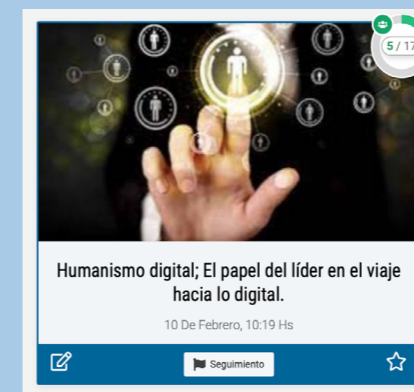 5 / 17
Humanismo digital; El papel del líder en el viaje
hacia lo digital.
10 De Febrero, 10:19 Hs
Seguimiento